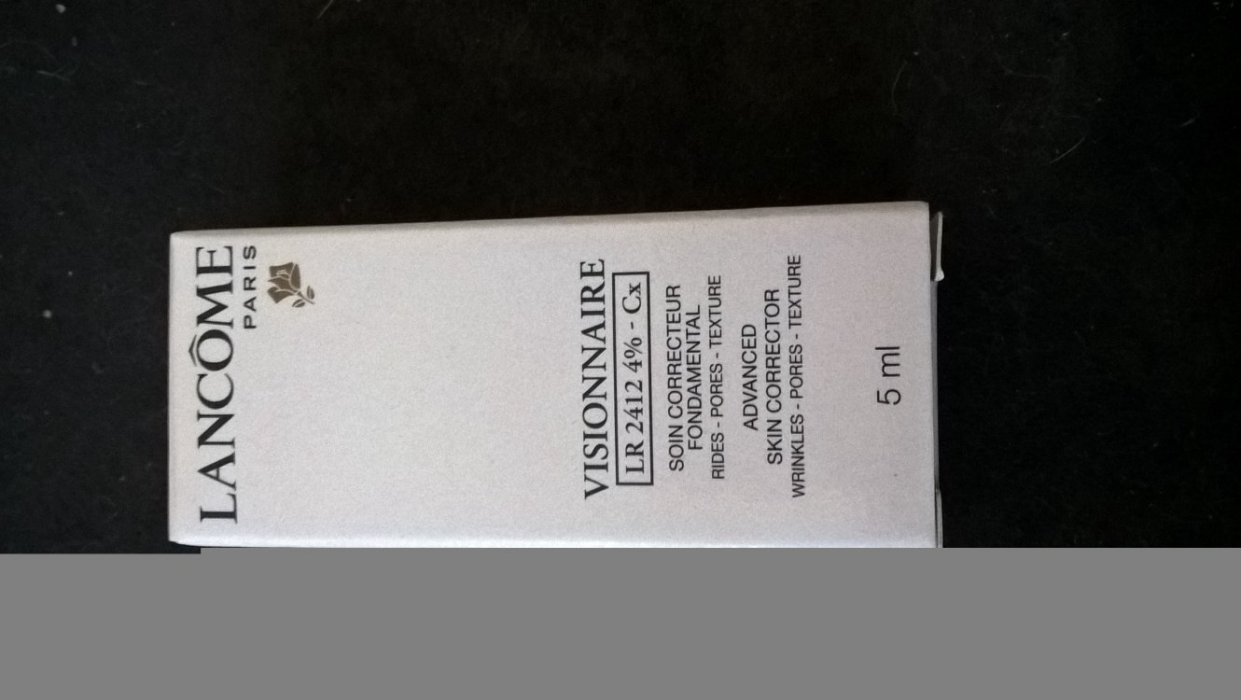 LANCÔME
PARIS
VISIONNAIRE
LR 2412 4% - Cx
SOIN CORRECTEUR
FONDAMENTAL
RIDES - PORES - TEXTURE
ADVANCED
SKIN CORRECTOR
WRINKLES - PORES - TEXTURE
5 ml